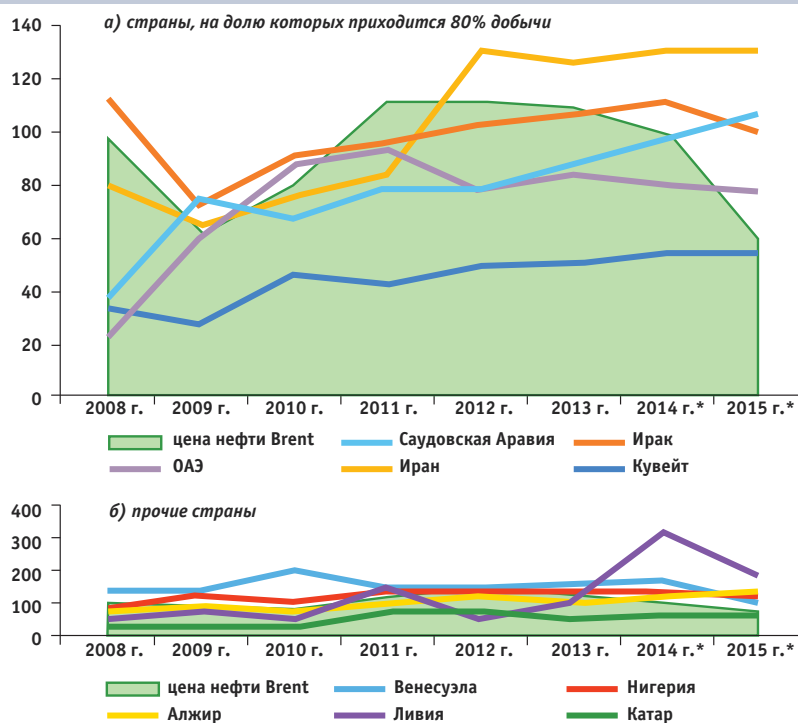 а) страны, на долю которых приходится 80% добычи
140
120
100
80
60
40
20
0
2008 г. 2009 г. 2010 г. 2011 г. 2012 г. 2013 г. 2014 г.* 2015 г.*
цена нефти Brent Саудовская Аравия Ирак
ОАЭ Иран Кувейт
б) прочие страны
400
300
200
100
0
2008 г. 2009 г. 2010 г. 2011 г. 2012 г. 2013 г. 2014 г.* 2015 г.*
цена нефти Brent Венесуэла Нигерия
Алжир Ливия Катар